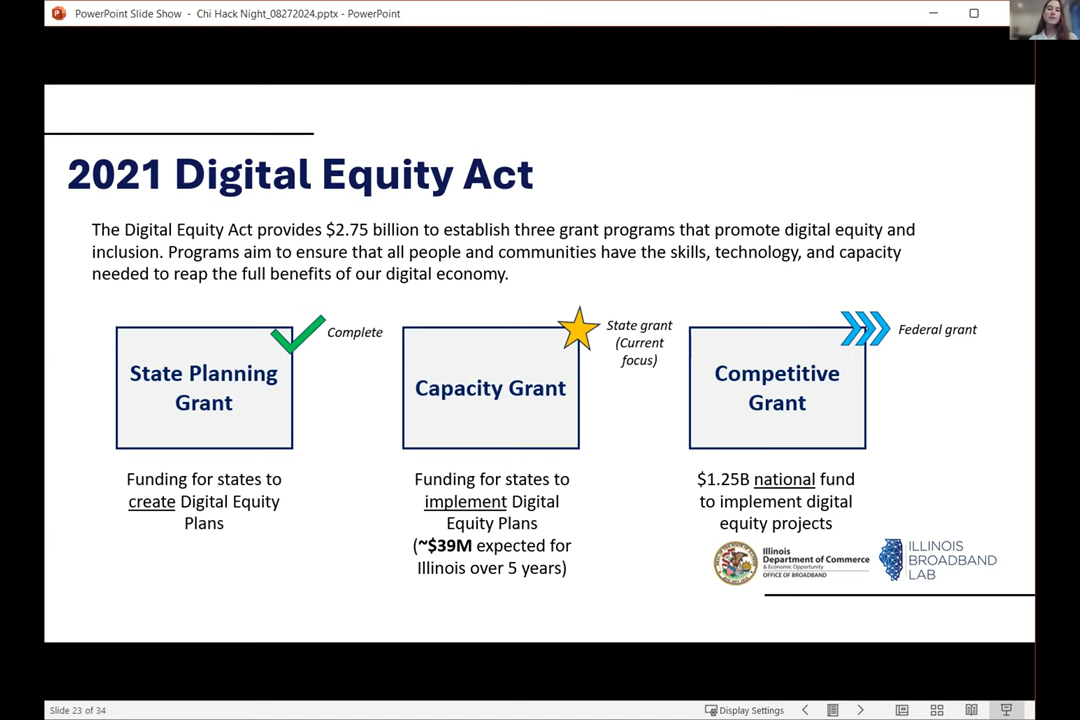 PowerPoint Slide Show - Chi Hack Night_08272024.pptx - PowerPoint
2021 Digital Equity Act
The Digital Equity Act provides $2.75 billion to establish three grant programs that promote digital equity and
inclusion. Programs aim to ensure that all people and communities have the skills, technology, and capacity
needed to reap the full benefits of our digital economy.
Complete
State Planning
Grant
Funding for states to
create Digital Equity
Plans
State grant
(Current
focus)
Capacity Grant
Funding for states to
implement Digital
Equity Plans
(~$39M expected for
Illinois over 5 years)
Federal grant
Competitive
Grant
$1.25B national fund
to implement digital
equity projects
Illinois
Department of Commerce
& Economic Opportunity
OFFICE OF BROADBAND
ILLINOIS
BROADBAND
LAB
Slide 23 of 34
Display Settings